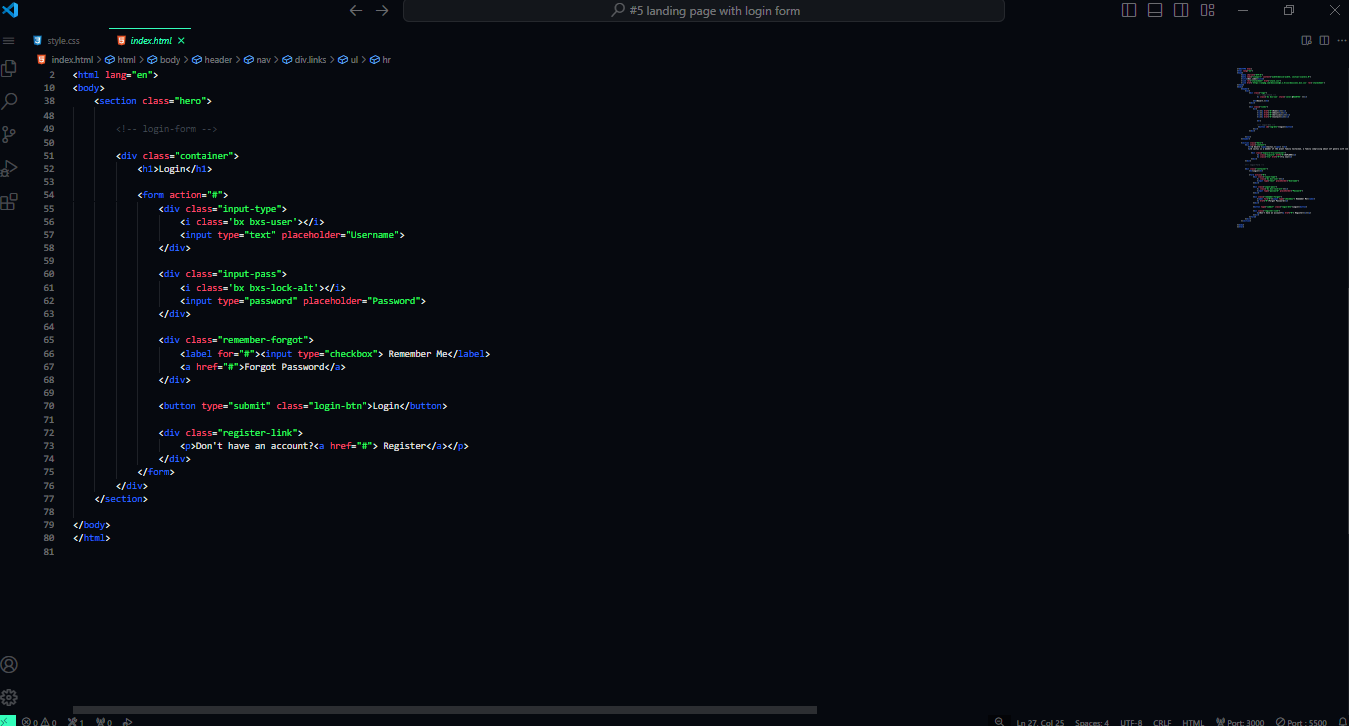 #5 landing page with login form
style.css
index.html
index.html > html > body > header > nav > div.links > ul > hr
2 <html lang="en">
10 <body>
38 <section class="hero">
48
49 <!-- login-form -->
50
51 <div class="container">
52 <h1>Login</h1>
53
54 <form action="#">
55 <div class="input-type">
56 <i class='bx bxs-user'></i>
57 <input type="text" placeholder="Username">
58 </div>
59
60 <div class="input-pass">
61 <i class='bx bxs-lock-alt'></i>
62 <input type="password" placeholder="Password">
63 </div>
64
65 <div class="remember-forgot">
66 <label for="#"><input type="checkbox"> Remember Me</label>
67 <a href="#">Forgot Password</a>
68 </div>
69
70 <button type="submit" class="login-btn">Login</button>
71
72 <div class="register-link">
73 <p>Don't have an account?<a href="#"> Register</a></p>
74 </div>
75 </form>
76 </div>
77 </section>
78
79 </body>
80 </html>
81
0 0 1 0 Ln 27, Col 25 Spaces: 4 UTF-8 CRLF HTML Port: 3000 Port : 5500